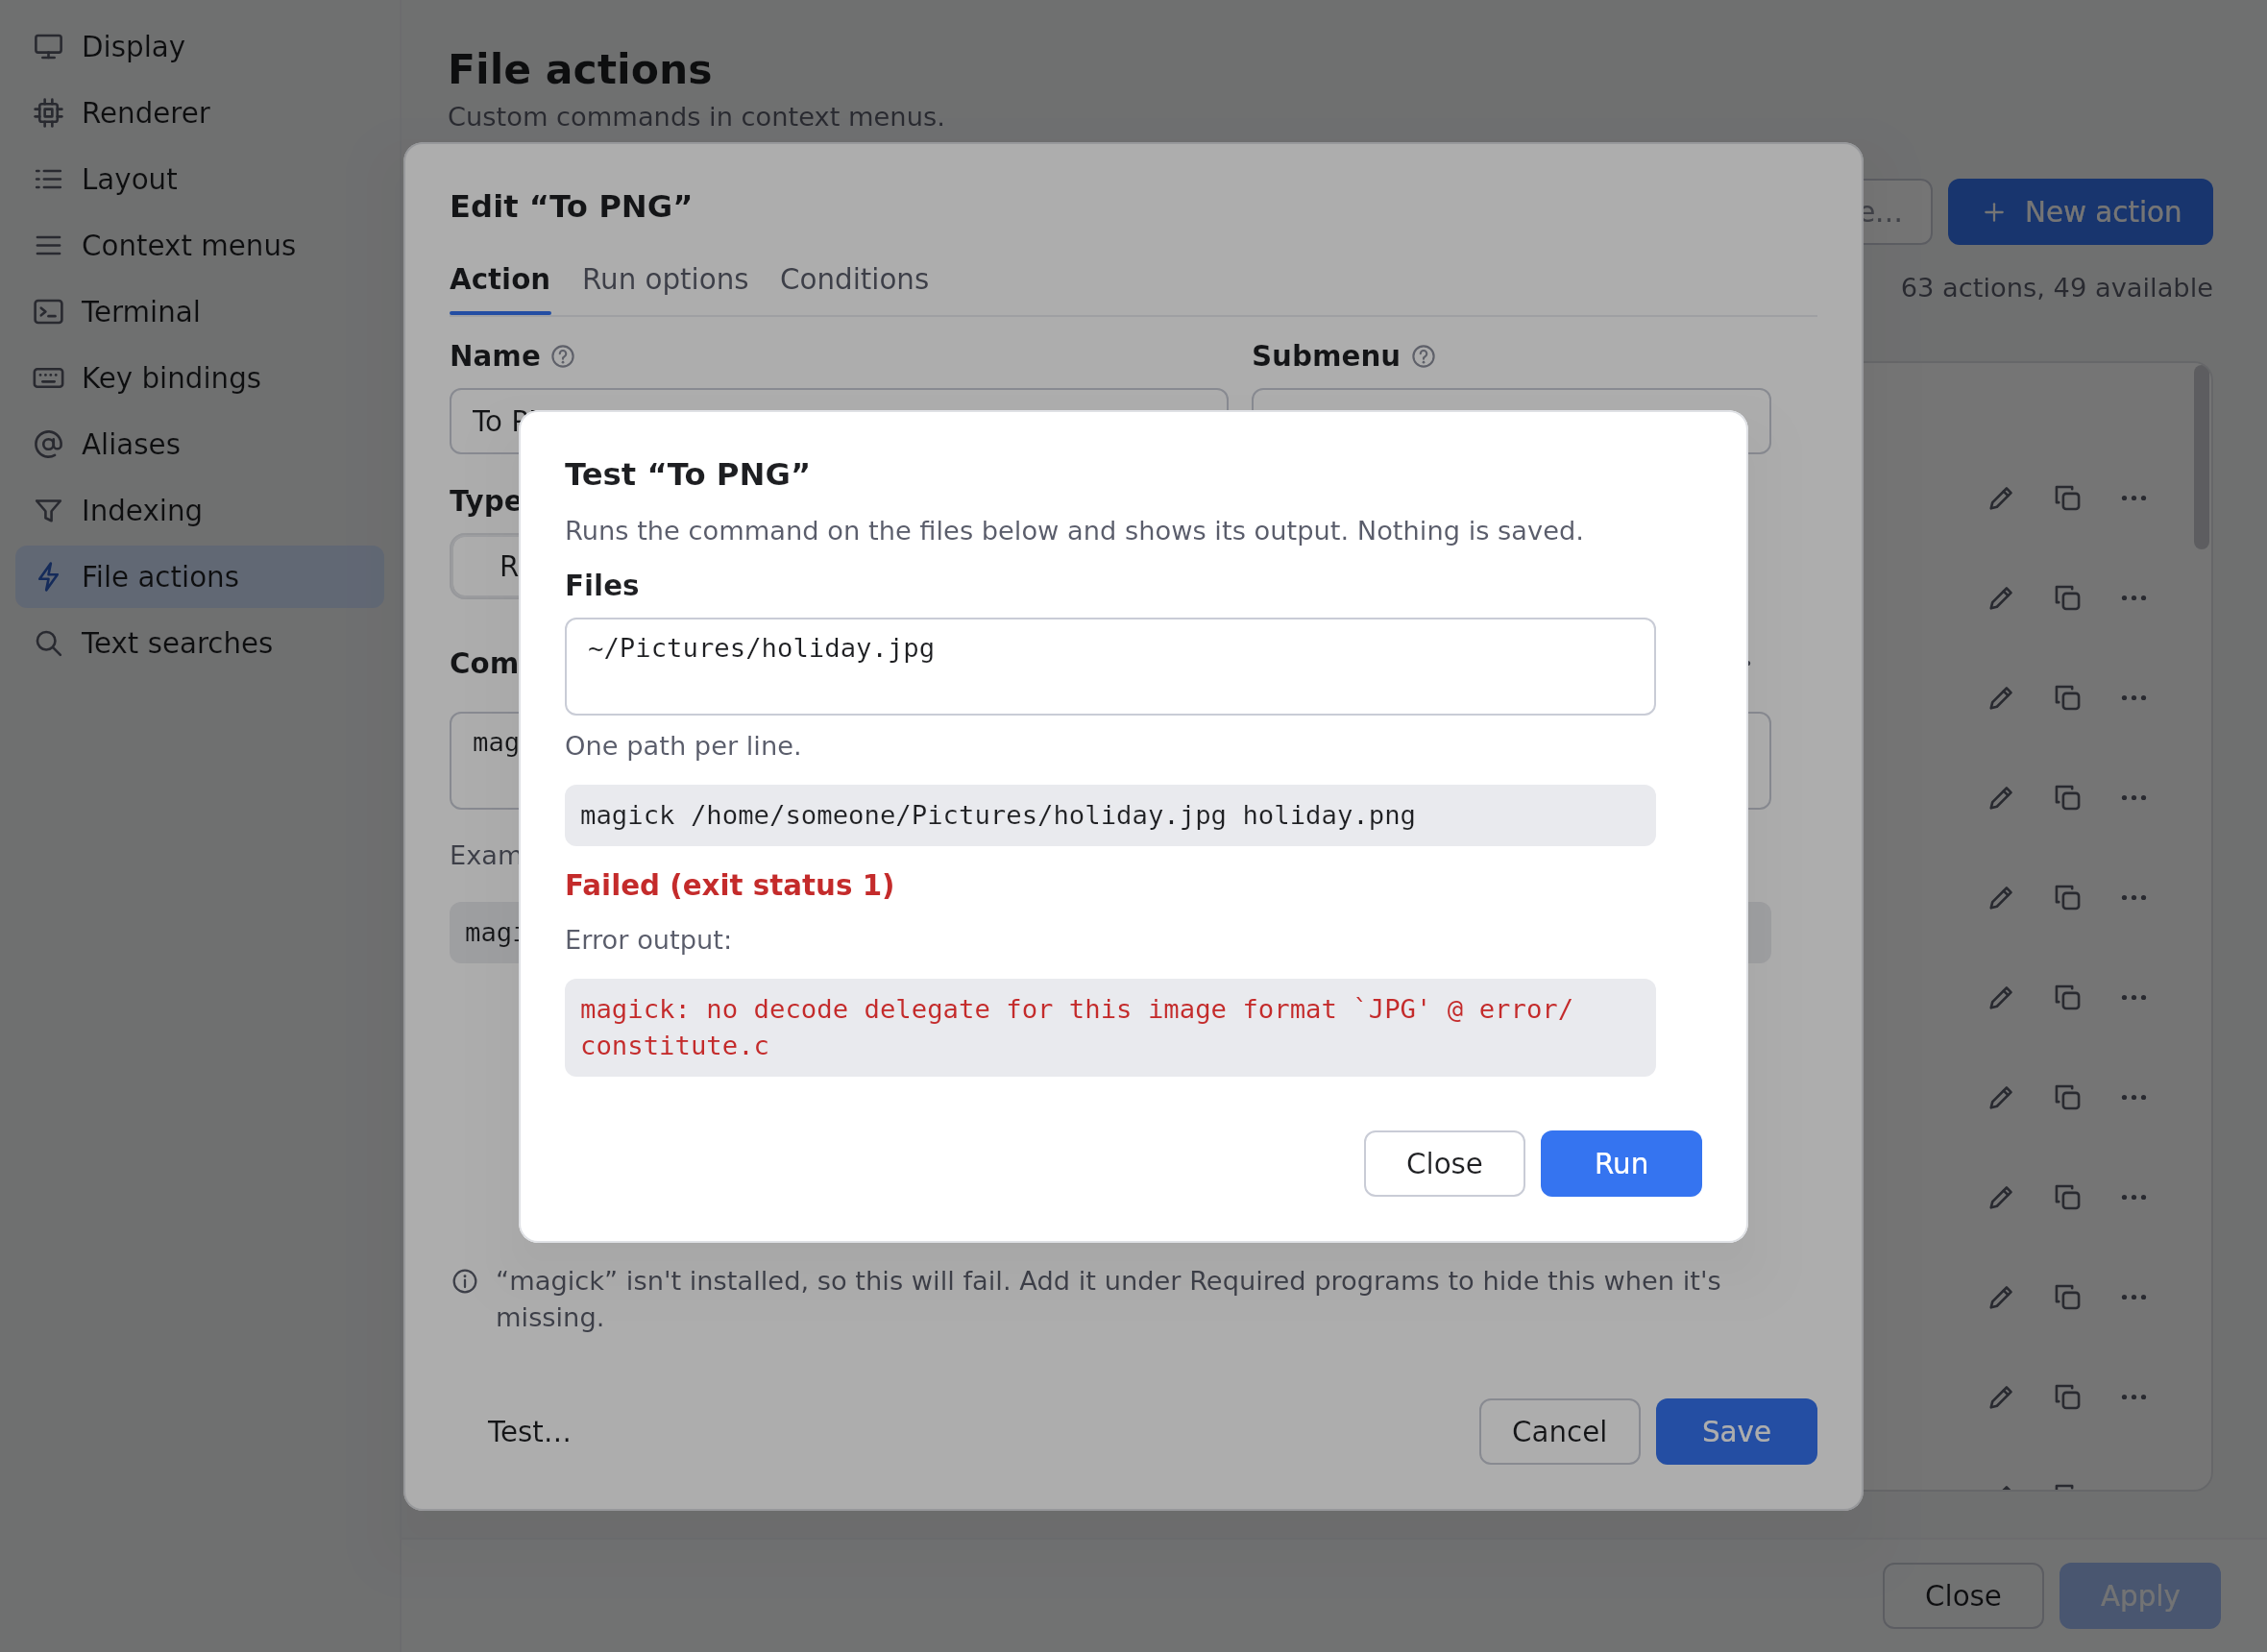 Display
Renderer
Layout
Context menus
Terminal
Key bindings
Aliases
Indexing
File actions
Text searches
File actions
Custom commands in context menus.
New action
63 actions, 49 available
Edit “To PNG”
Action Run options Conditions
Name Submenu
To
Type
Test “To PNG”
Runs the command on the files below and shows its output. Nothing is saved.
Files
~/Pictures/holiday.jpg
One path per line.
magick /home/someone/Pictures/holiday.jpg holiday.png
Failed (exit status 1)
Error output:
magick: no decode delegate for this image format `JPG' @ error/
constitute.c
Close Run
“magick” isn't installed, so this will fail. Add it under Required programs to hide this when it's
missing.
Test...
Cancel Save
Close Apply